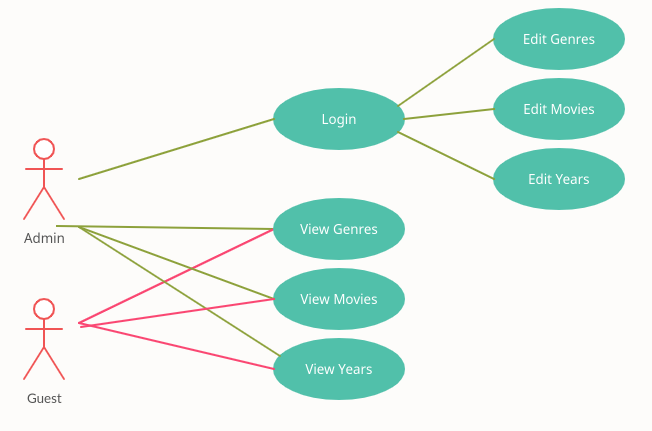 Edit Genres
Login
Edit Movies
Edit Years
Admin
View Genres
View Movies
View Years
Guest